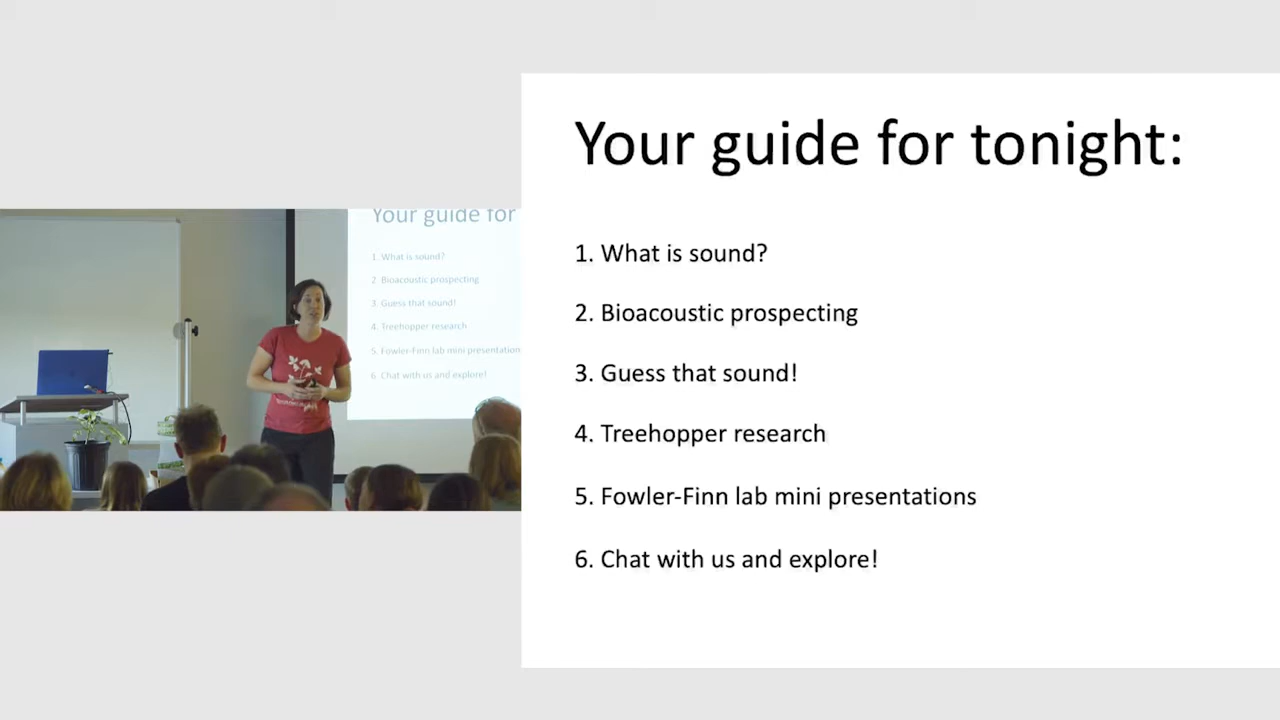 Your guide for tonight:
1. What is sound?
2. Bioacoustic prospecting
3. Guess that sound!
4. Treehopper research
5. Fowler-Finn lab mini presentations
6. Chat with us and explore!
Your guide for
1. What is sound?
2. Bioacoustic prospecting
3. Guess that sound!
4. Treehopper research
5. Fowler-Finn lab mini presentation
6. Chat with us and explore!